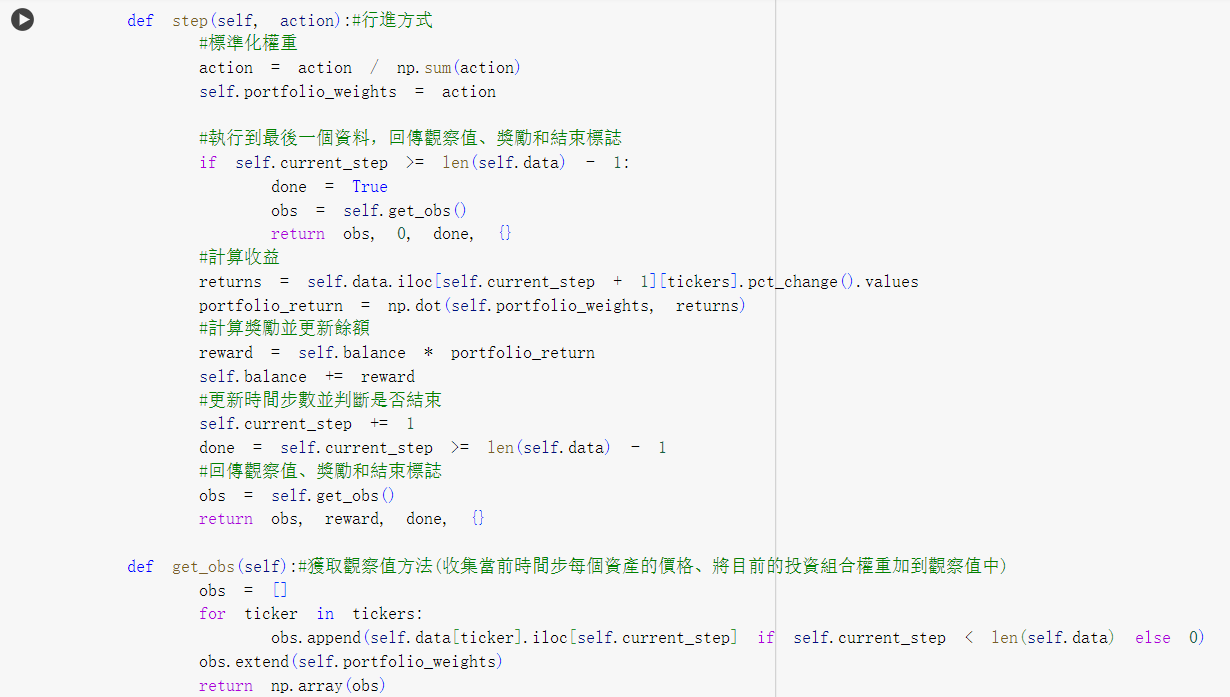 def step(self, action):#行進方式
#標準化權重
action = action / np.sum(action)
self.portfolio_weights = action
#執行到最後一個資料，回傳觀察值、獎勵和結束標誌
if self.current_step >= len(self.data) - 1:
done = True
obs = self.get_obs()
return obs, 0, done, {}
#計算收益
returns = self.data.iloc[self.current_step + 1][tickers].pct_change().values
portfolio_return = np.dot(self.portfolio_weights, returns)
#計算獎勵並更新餘額
reward = self.balance * portfolio_return
self.balance += reward
#更新時間步數並判斷是否結束
self.current_step += 1
done = self.current_step >= len(self.data) - 1
#回傳觀察值、獎勵和結束標誌
obs = self.get_obs()
return obs, reward, done, {}
def get_obs(self):#獲取觀察值方法(收集當前時間步每個資產的價格、將目前的投資組合權重加到觀察值中)
obs = []
for ticker in tickers:
obs.append(self.data[ticker].iloc[self.current_step] if self.current_step < len(self.data) else 0)
obs.extend(self.portfolio_weights)
return np.array(obs)